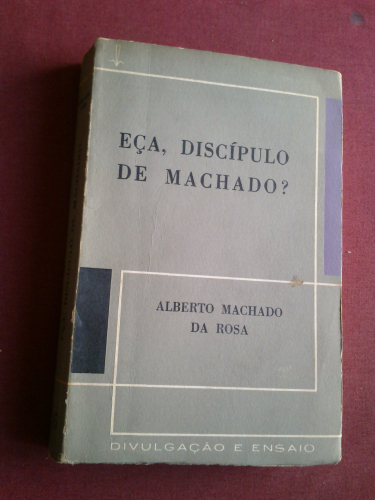 EÇA, DISCÍPULO
DE MACHADO?
ALBERTO MACHADO
DA ROSA
DIVULGAÇÃO E ENSAIO